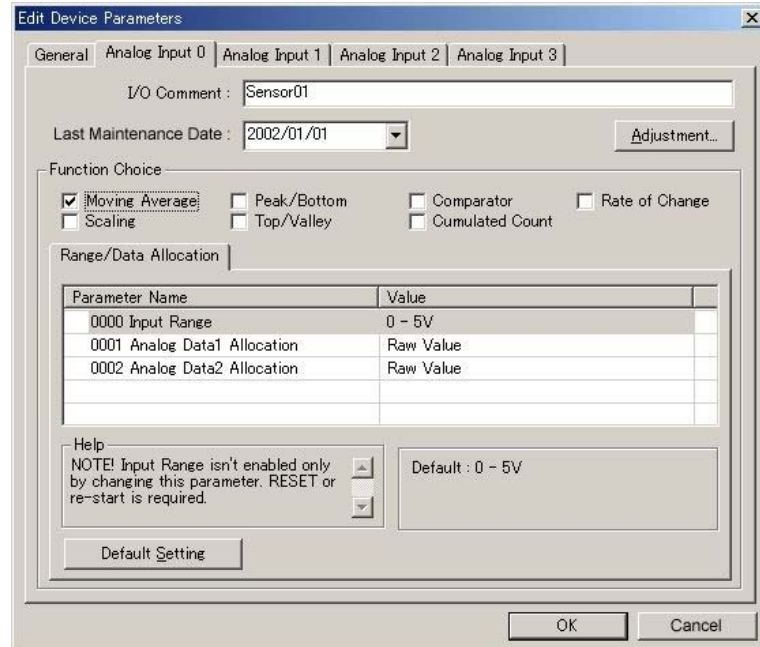 Edit Device Parameters
General Analog Input 0 Analog Input 1 Analog Input 2 Analog Input 3
I/O Comment : Sensor01
Last Maintenance Date : 2002/01/01 Adjustment...
Function Choice
Moving Average Peak/Bottom Comparator Rate of Change
Scaling Top/Valley Cumulated Count
Range/Data Allocation
Parameter Name Value
0000 Input Range 0 - 5V
0001 Analog Data1 Allocation Raw Value
0002 Analog Data2 Allocation Raw Value
Help
NOTE! Input Range isn't enabled only
by changing this parameter. RESET or
re-start is required.
Default : 0 - 5V
Default Setting
OK Cancel